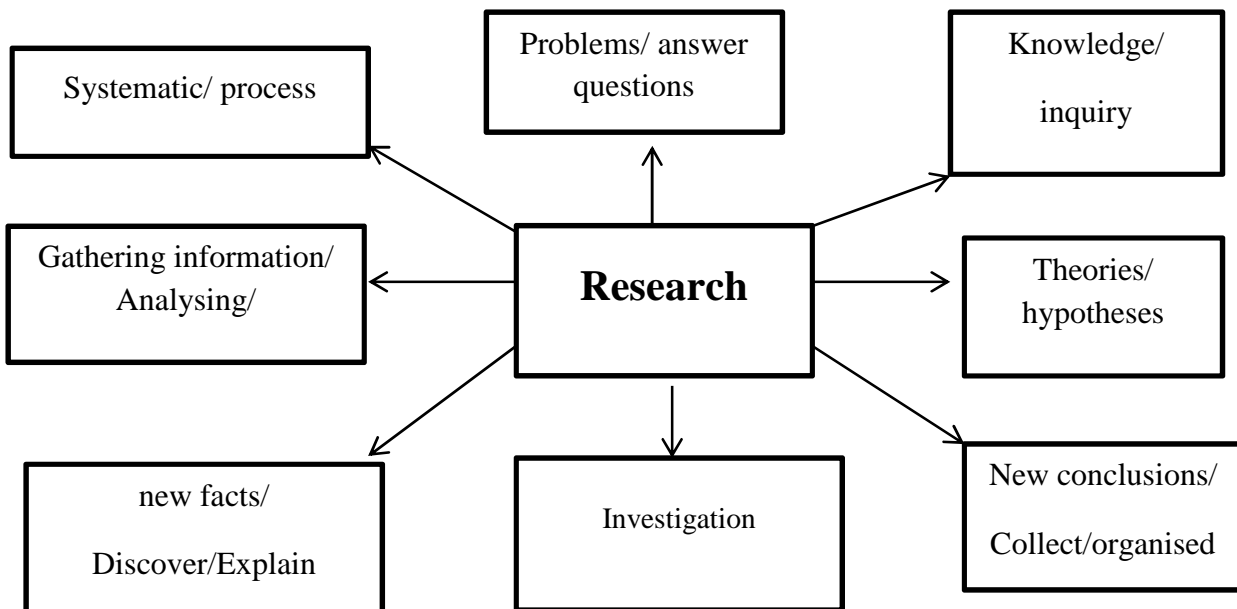 Systematic/ process
Problems/ answer
questions
Knowledge/
inquiry
Gathering information/
Analysing/
Research
Theories/
hypotheses
new facts/
Discover/Explain
Investigation
New conclusions/
Collect/organised